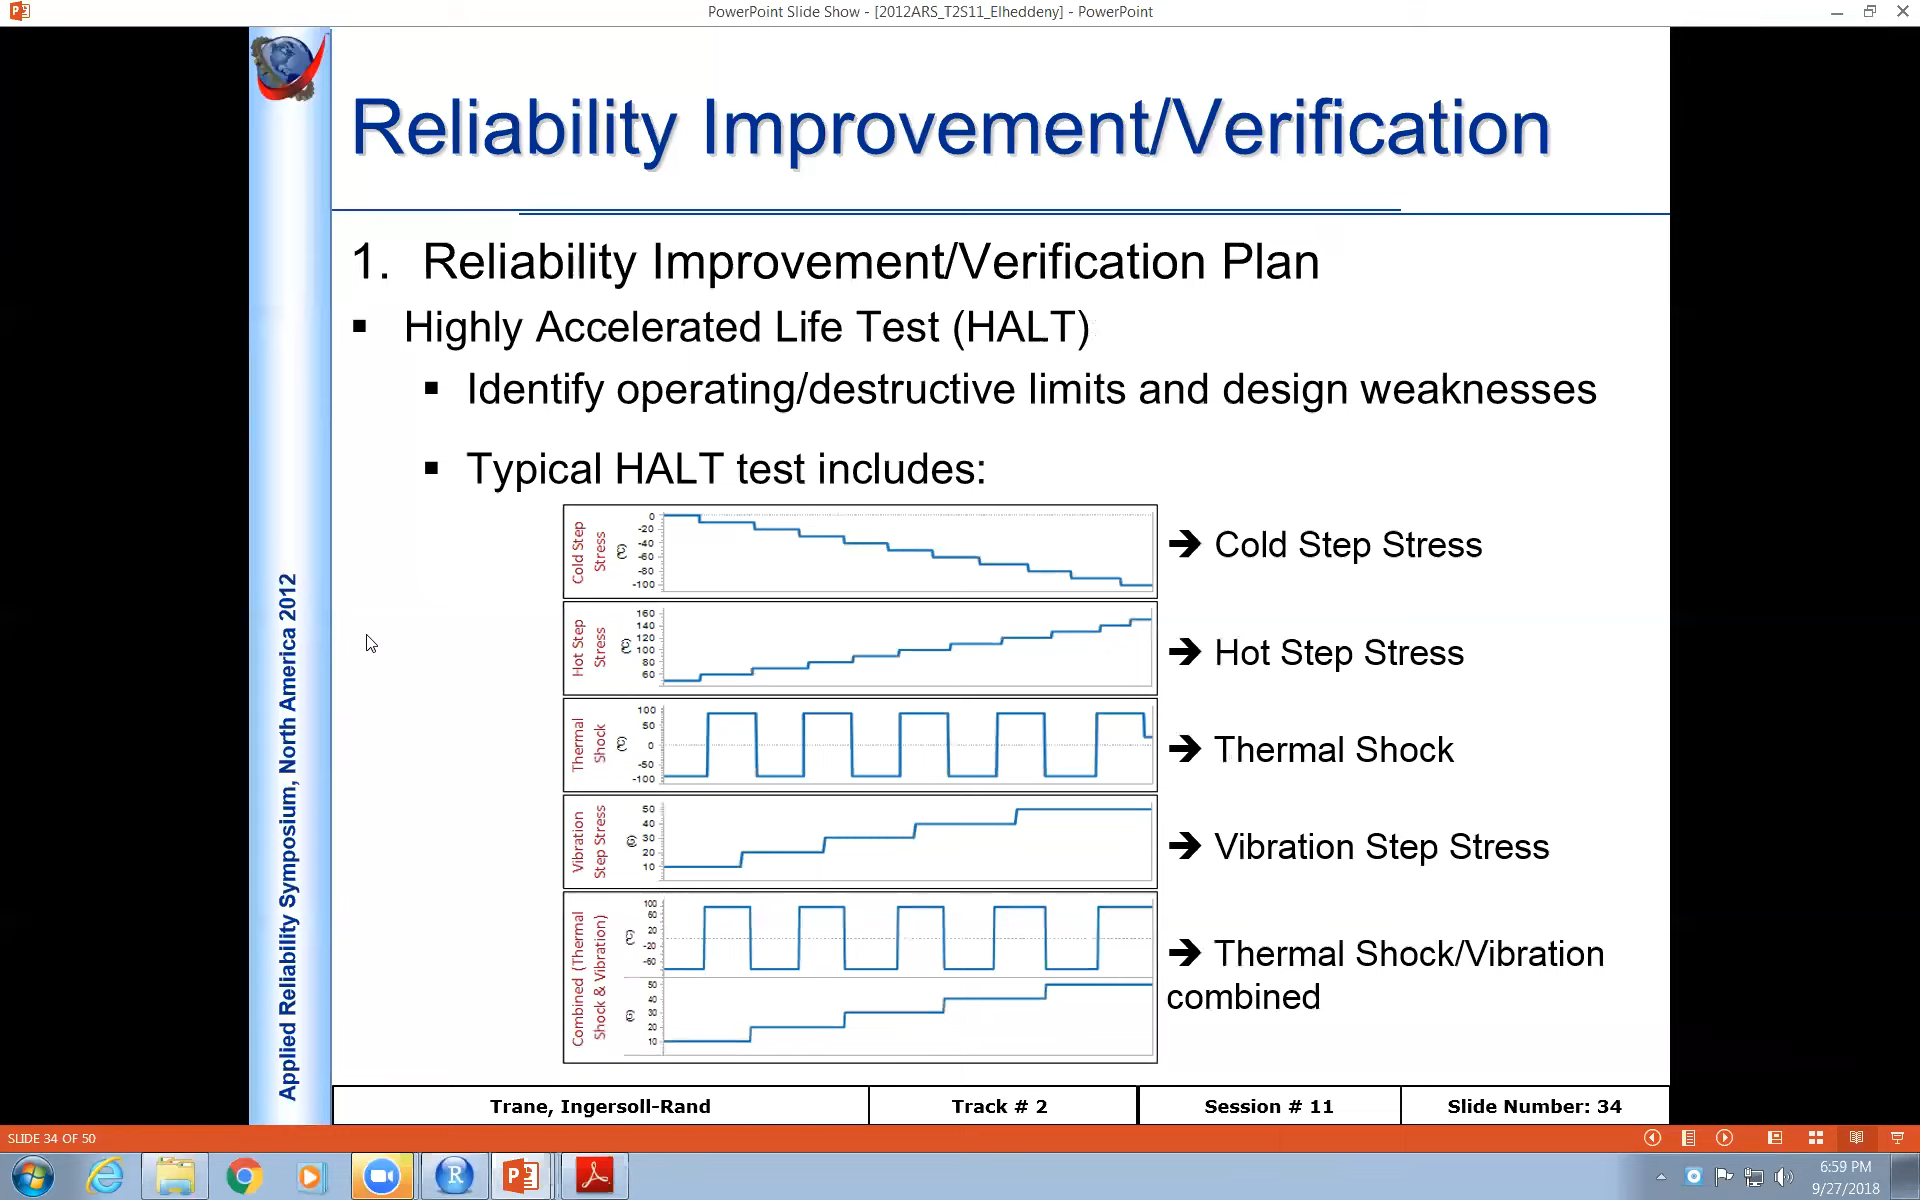 PowerPoint Slide Show - [2012ARS_T2S11_Elheddeny] - PowerPoint
Reliability Improvement/Verification
1. Reliability Improvement/Verification Plan
▪ Highly Accelerated Life Test (HALT)
▪ Identify operating/destructive limits and design weaknesses
▪ Typical HALT test includes:
Cold Step
Stress
(°C)
0
-20
-40
-60
-80
-100
➔ Cold Step Stress
Hot Step
Stress
(°C)
160
140
120
100
80
60
➔ Hot Step Stress
Thermal
Shock
(°C)
100
50
0
-50
-100
➔ Thermal Shock
Vibration
Step Stress
(G)
50
40
30
20
10
➔ Vibration Step Stress
Combined (Thermal
Shock & Vibration)
(°C)
100
60
20
-20
-60
(G)
50
40
30
20
10
➔ Thermal Shock/Vibration
combined
Applied Reliability Symposium, North America 2012
Trane, Ingersoll-Rand
Track # 2
Session # 11
Slide Number: 34
SLIDE 34 OF 50
6:59 PM
9/27/2018